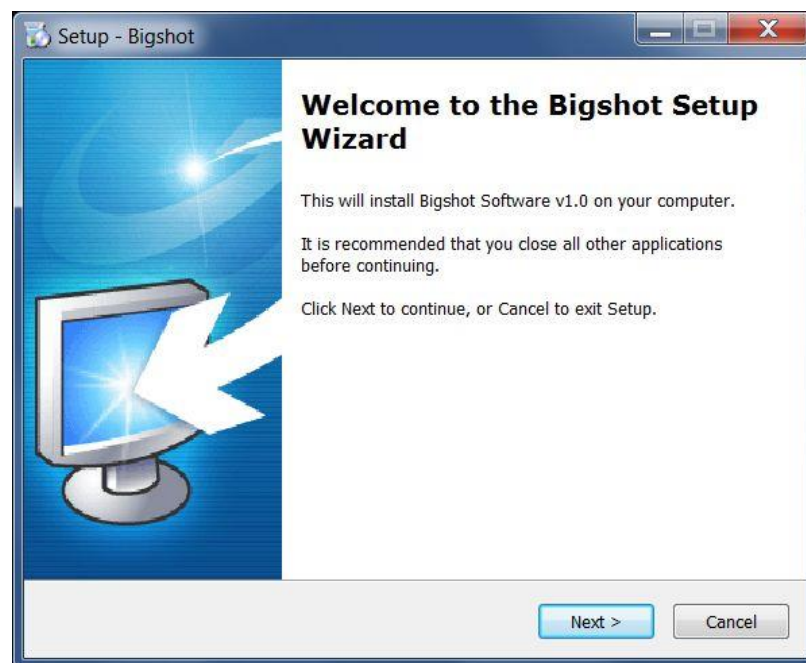 Setup - Bigshot
Welcome to the Bigshot Setup
Wizard
This will install Bigshot Software v1.0 on your computer.
It is recommended that you close all other applications
before continuing.
Click Next to continue, or Cancel to exit Setup.
Next >
Cancel